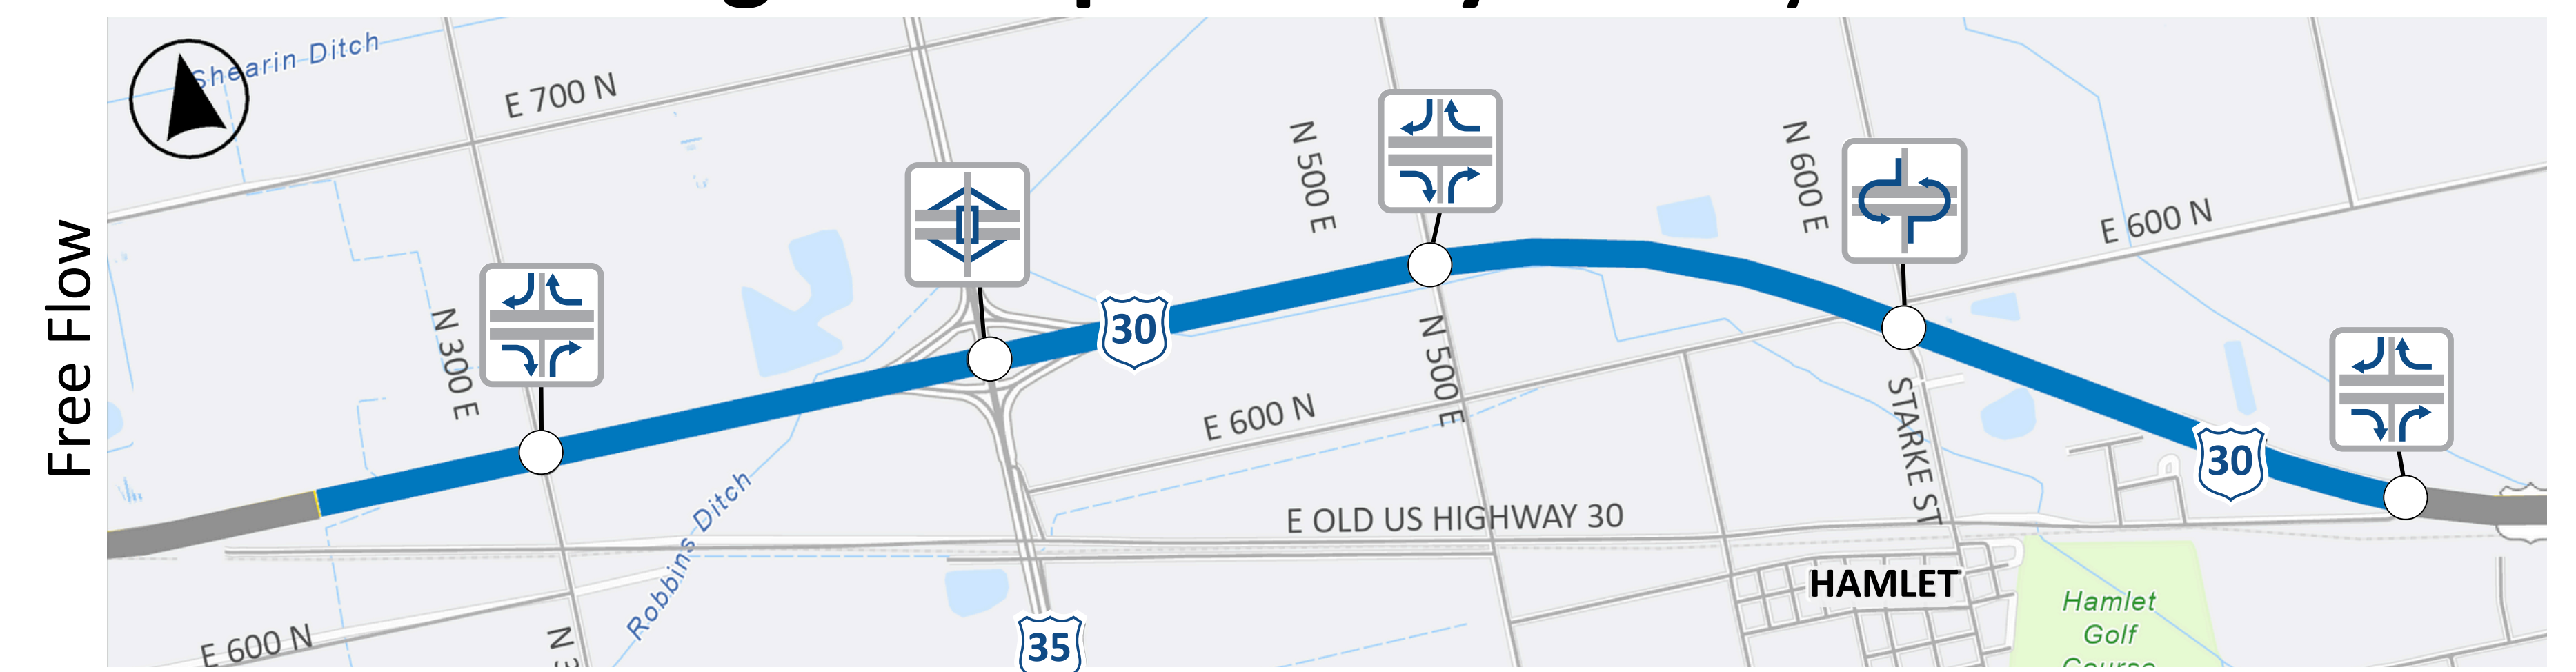 Free Flow
Shearin Ditch
E 700 N
N 300 E
N 500 E
N 600 E
E 600 N
30
N 500 E
E 600 N
STARKE ST
30
Robbins Ditch
E OLD US HIGHWAY 30
HAMLET
E 600 N
35
Hamlet
Golf
Course